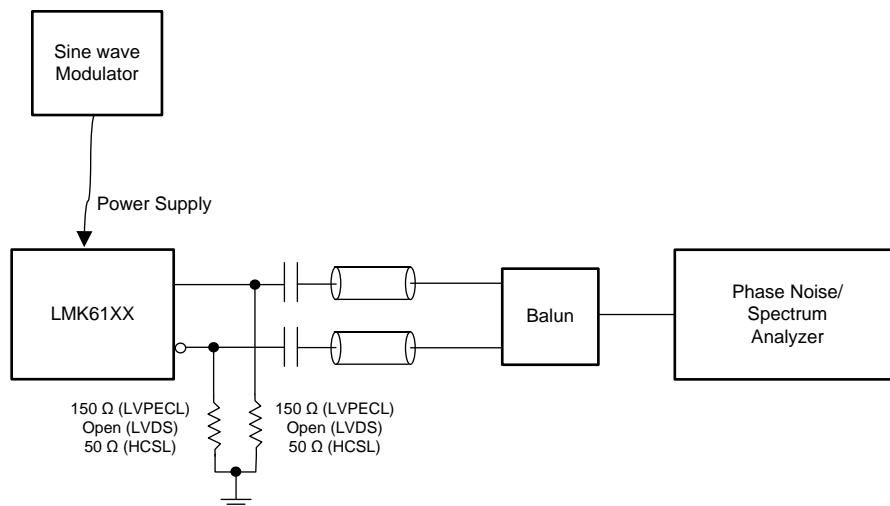 Sine wave
Modulator
Power Supply
LMK61XX
Balun
Phase Noise/
Spectrum
Analyzer
150 Ω (LVPECL)
Open (LVDS)
50 Ω (HCSL)
150 Ω (LVPECL)
Open (LVDS)
50 Ω (HCSL)